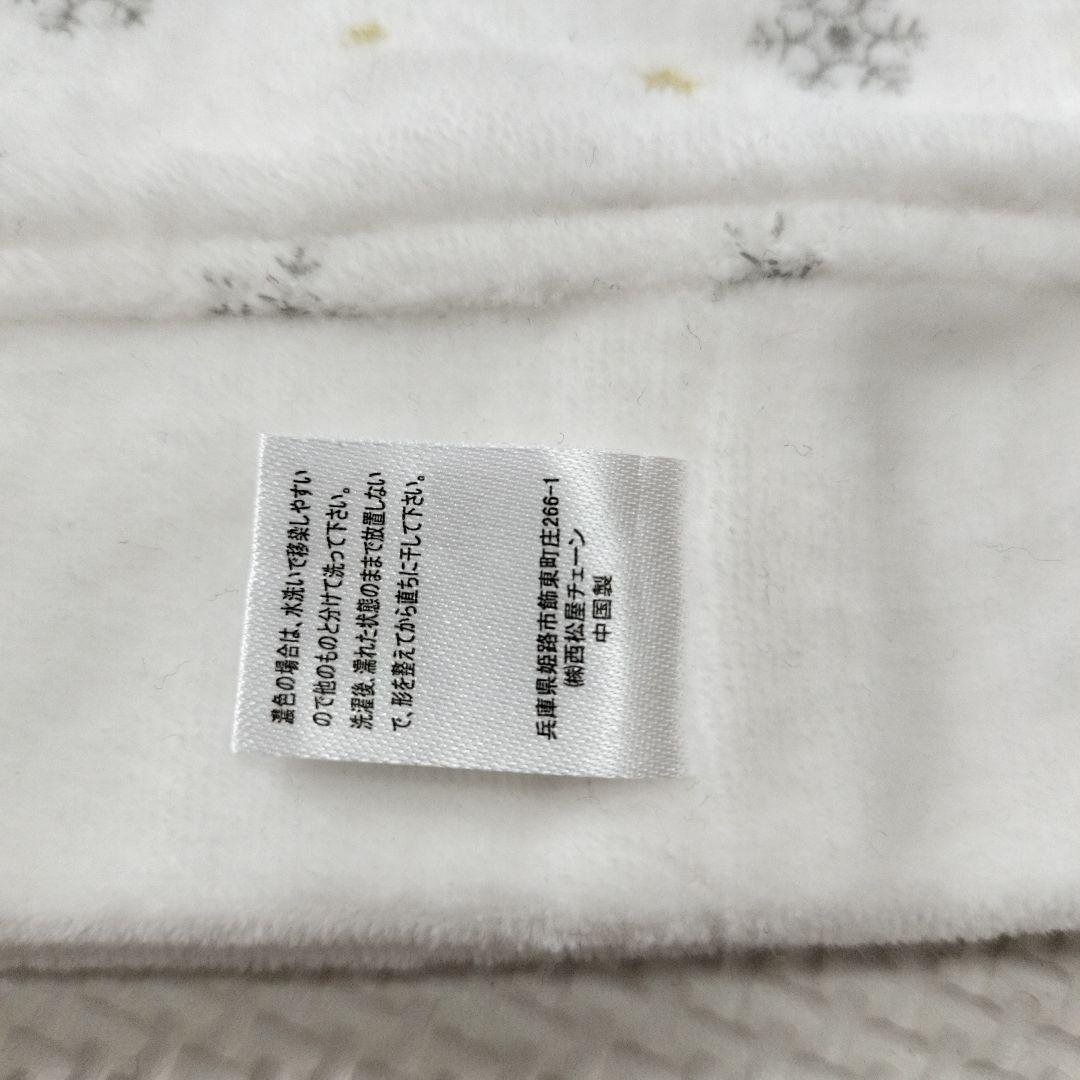 濃色の場合は、水洗いで移染しやすい
ので他のものと分けて洗って下さい。
洗濯後、濡れた状態のままで放置しない
で、形を整えてから直ちに干して下さい。
兵庫県姫路市飾東町庄266-1
㈱西松屋チェーン
中国製